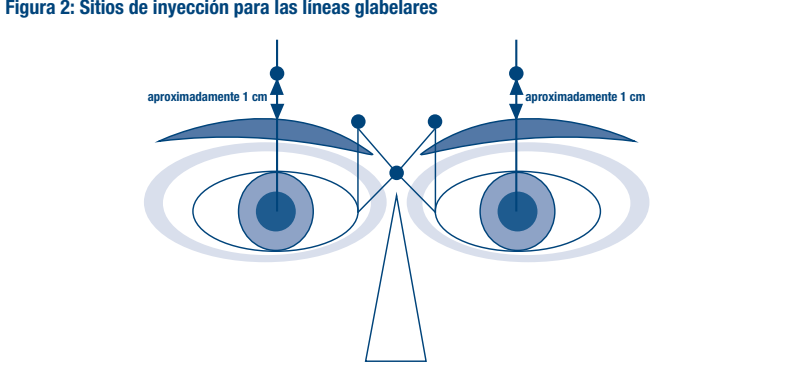 Figura 2: Sitios de inyección para las líneas glabelares
aproximadamente 1 cm
aproximadamente 1 cm